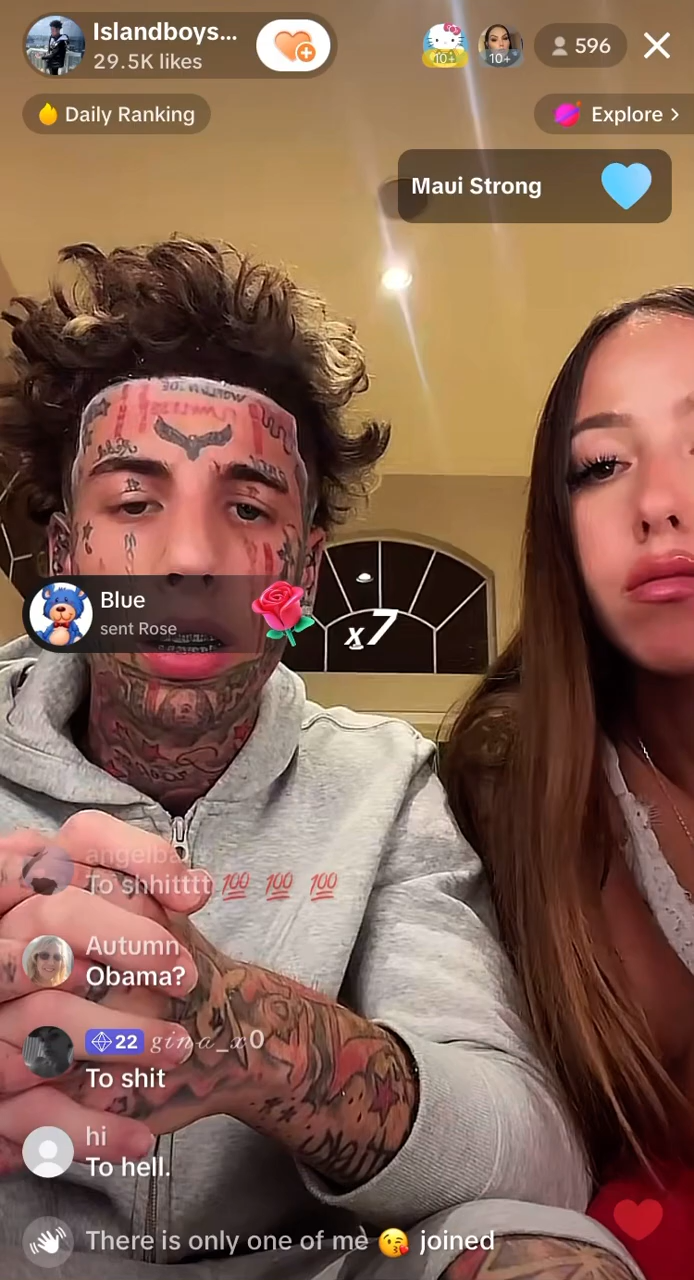 Islandboys...
29.5K likes
10+
10+
596
Daily Ranking
Explore >
Maui Strong
Blue
sent Rose
x7
To shhitttt 💯 💯 💯
Autumn
Obama?
22 𝑔𝑖𝑛𝑎_𝑥0
To shit
hi
To hell.
There is only one of me 😘 joined